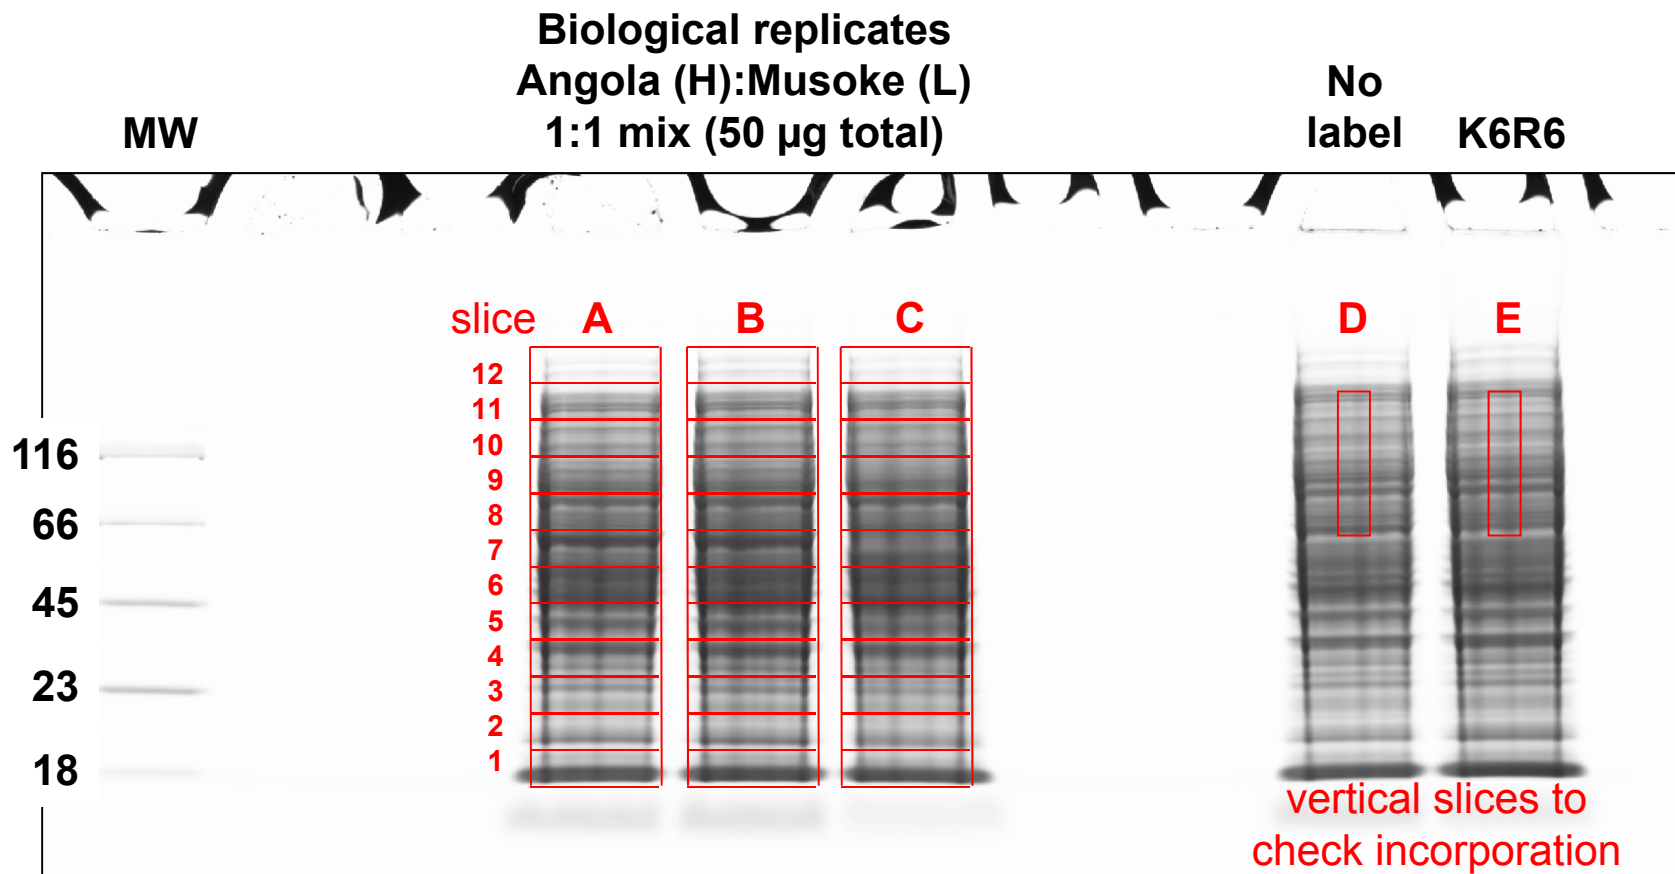 Biological replicates
Angola (H):Musoke (L)
1:1 mix (50 µg total)
MW
No
label
K6R6
slice
A
B
C
D
E
12
11
10
9
8
7
6
5
4
3
2
1
116
66
45
23
18
vertical slices to
check incorporation